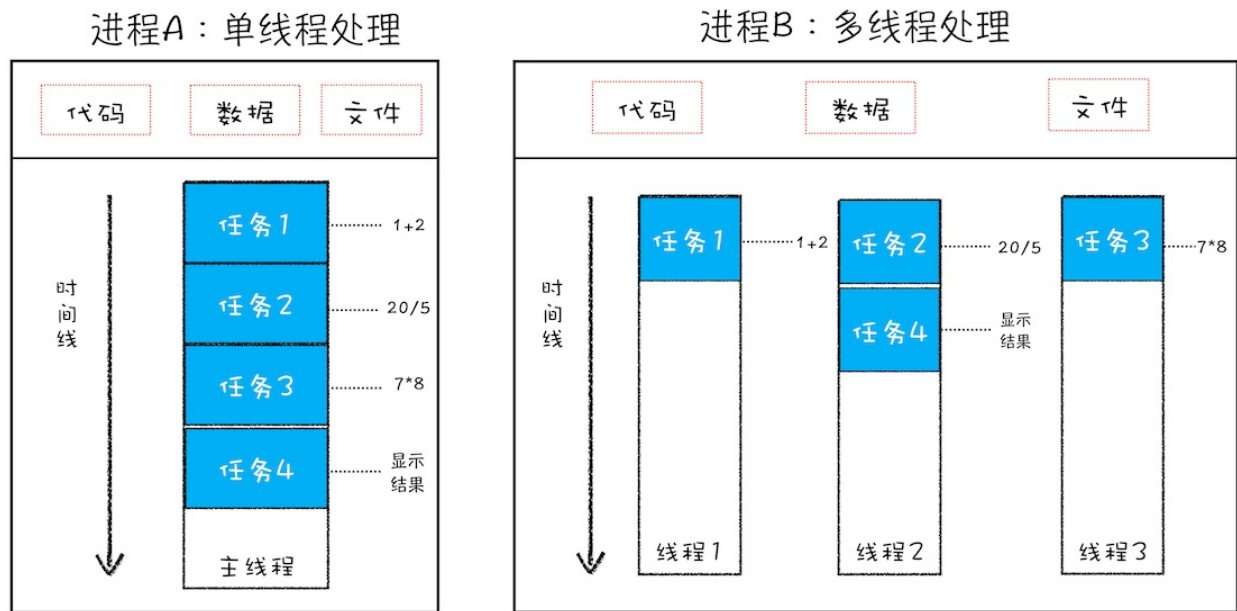 进程A：单线程处理
代码
数据
文件
时间线
任务1
1+2
任务2
20/5
任务3
7*8
任务4
显示
结果
主线程
进程B：多线程处理
代码
数据
文件
时间线
任务1
1+2
任务2
20/5
任务3
7*8
任务4
显示
结果
线程1
线程2
线程3